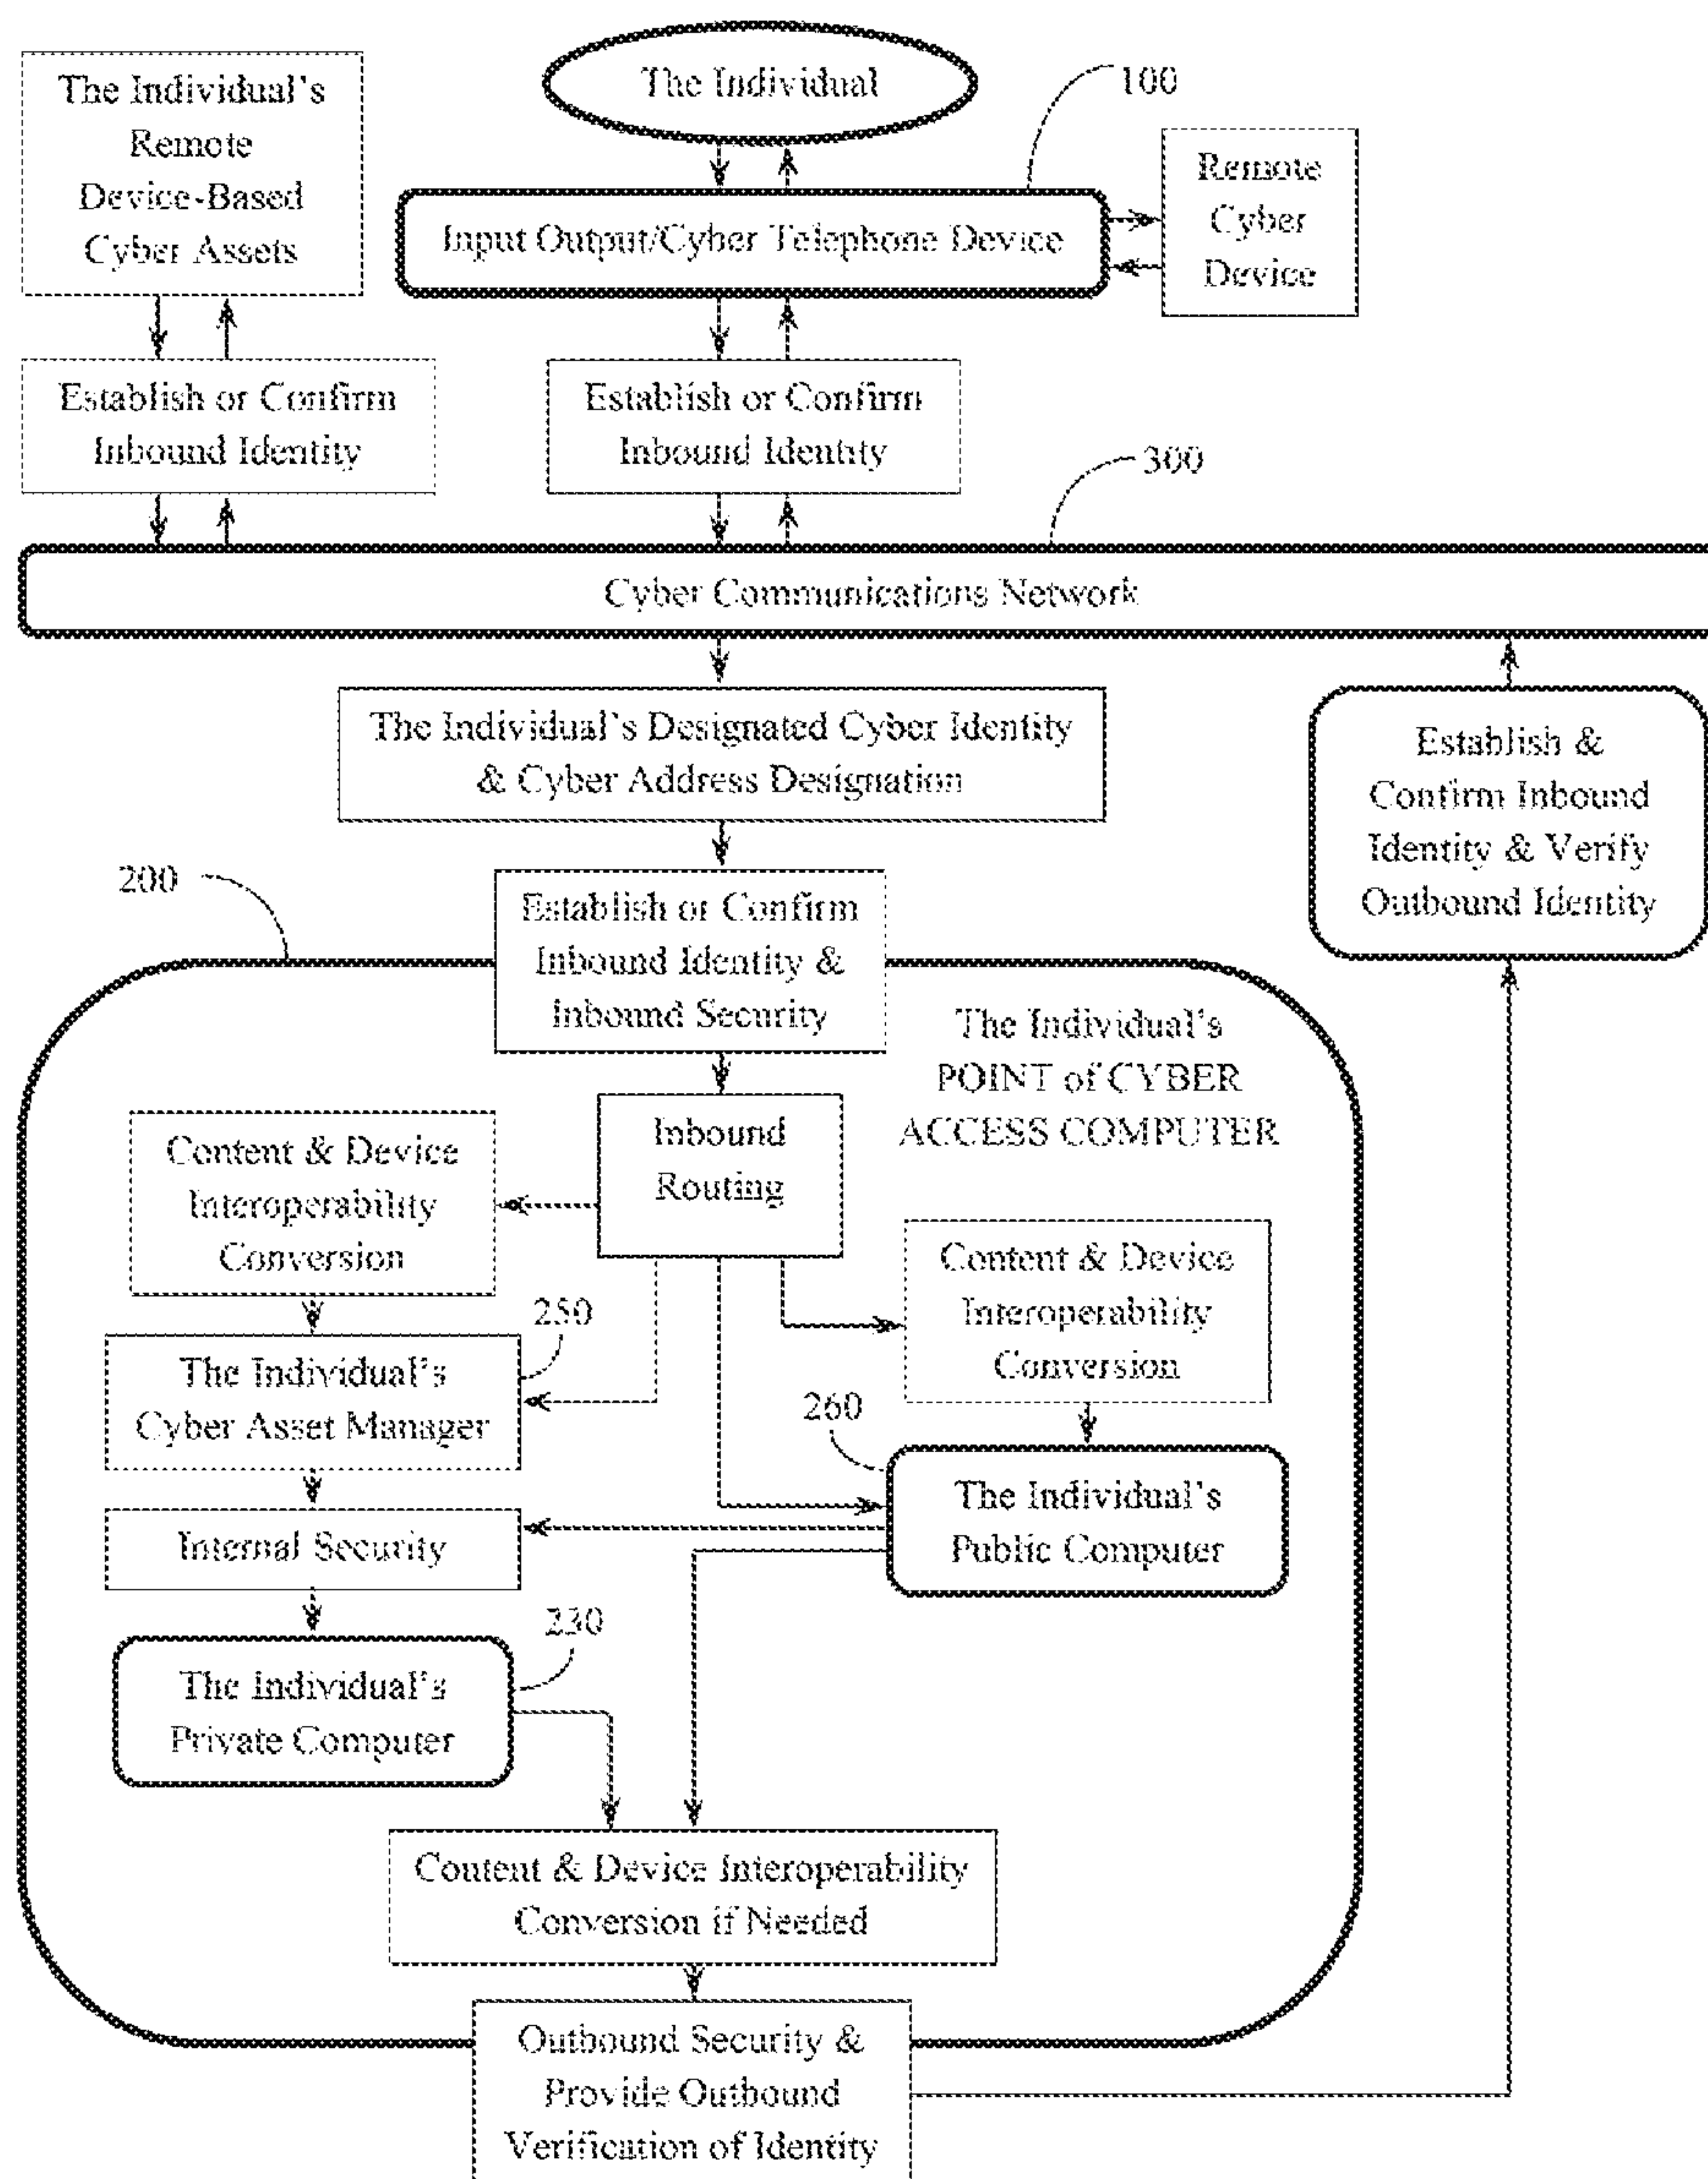 The Individual's
Remote
Device-Based
Cyber Assets
The Individual
100
Input Output/Cyber Telephone Device
Remote
Cyber
Device
Establish or Confirm
Inbound Identity
Establish or Confirm
Inbound Identity
300
Cyber Communications Network
The Individual's Designated Cyber Identity
& Cyber Address Designation
Establish &
Confirm Inbound
Identity & Verify
Outbound Identity
200
Establish or Confirm
Inbound Identity &
Inbound Security
The Individual's
POINT of CYBER
ACCESS COMPUTER
Inbound
Routing
Content & Device
Interoperability
Conversion
Content & Device
Interoperability
Conversion
250
The Individual's
Cyber Asset Manager
260
The Individual's
Public Computer
Internal Security
230
The Individual's
Private Computer
Content & Device Interoperability
Conversion if Needed
Outbound Security &
Provide Outbound
Verification of Identity